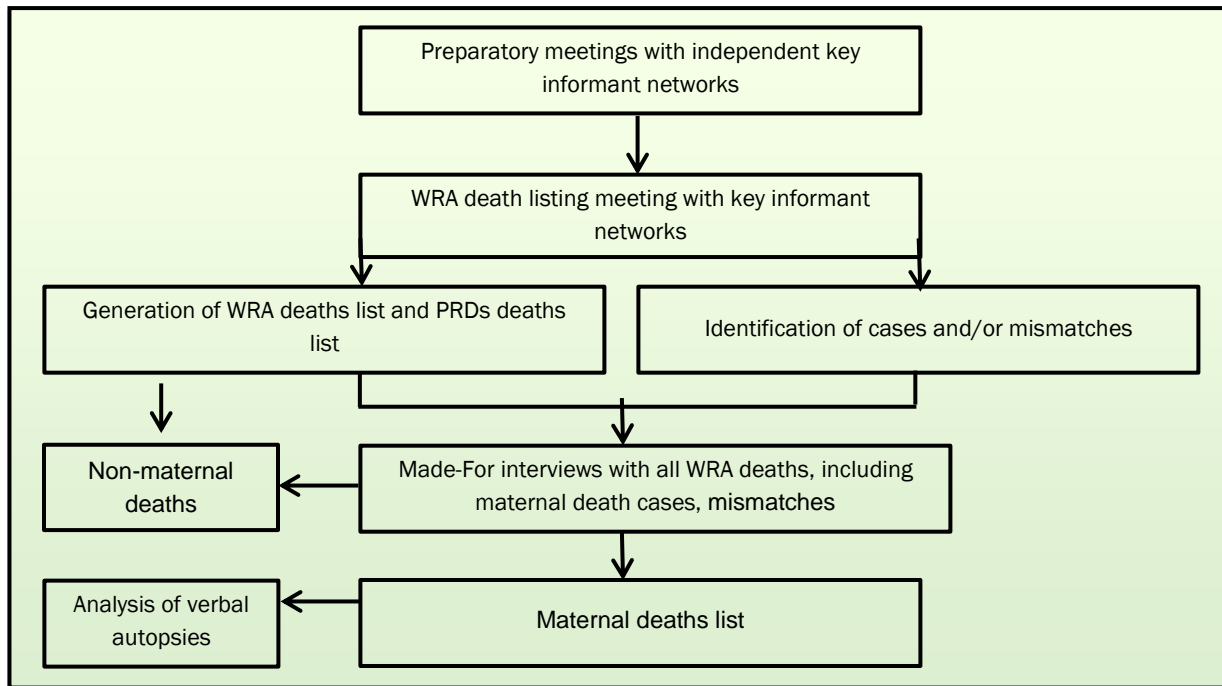 Preparatory meetings with independent key
informant networks
WRA death listing meeting with key informant
networks
Generation of WRA deaths list and PRDs deaths
list
Identification of cases and/or mismatches
Non-maternal
deaths
Made-For interviews with all WRA deaths, including
maternal death cases, mismatches
Analysis of verbal
autopsies
Maternal deaths list